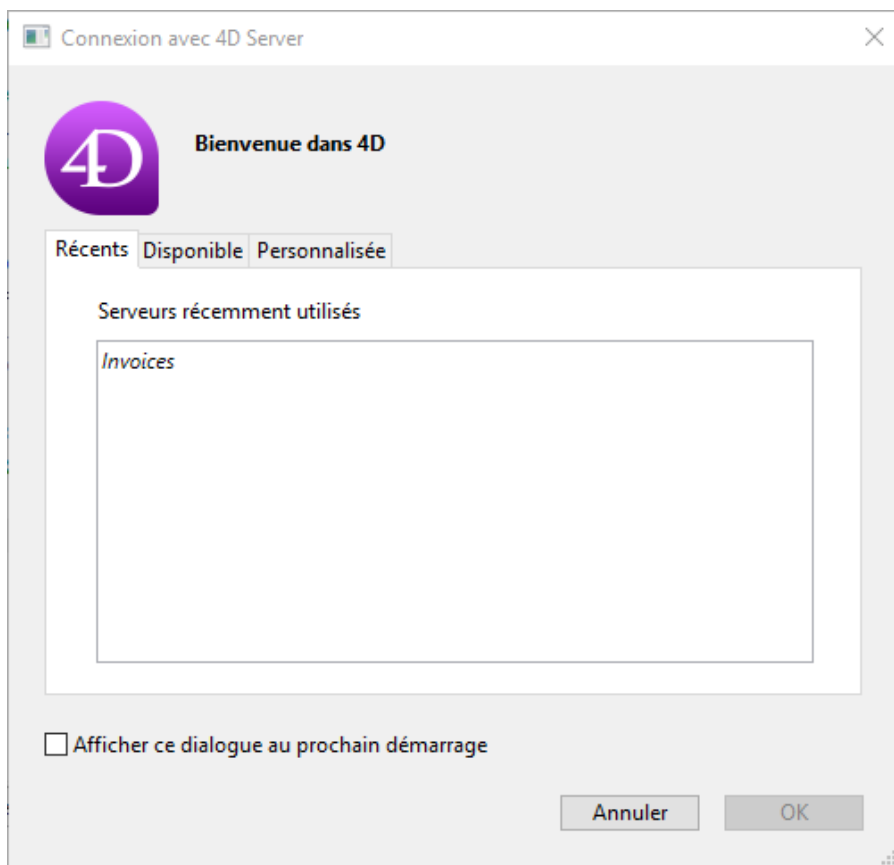 Connexion avec 4D Server
4D
Bienvenue dans 4D
Récents Disponible Personnalisée
Serveurs récemment utilisés
Invoices
Afficher ce dialogue au prochain démarrage
Annuler OK